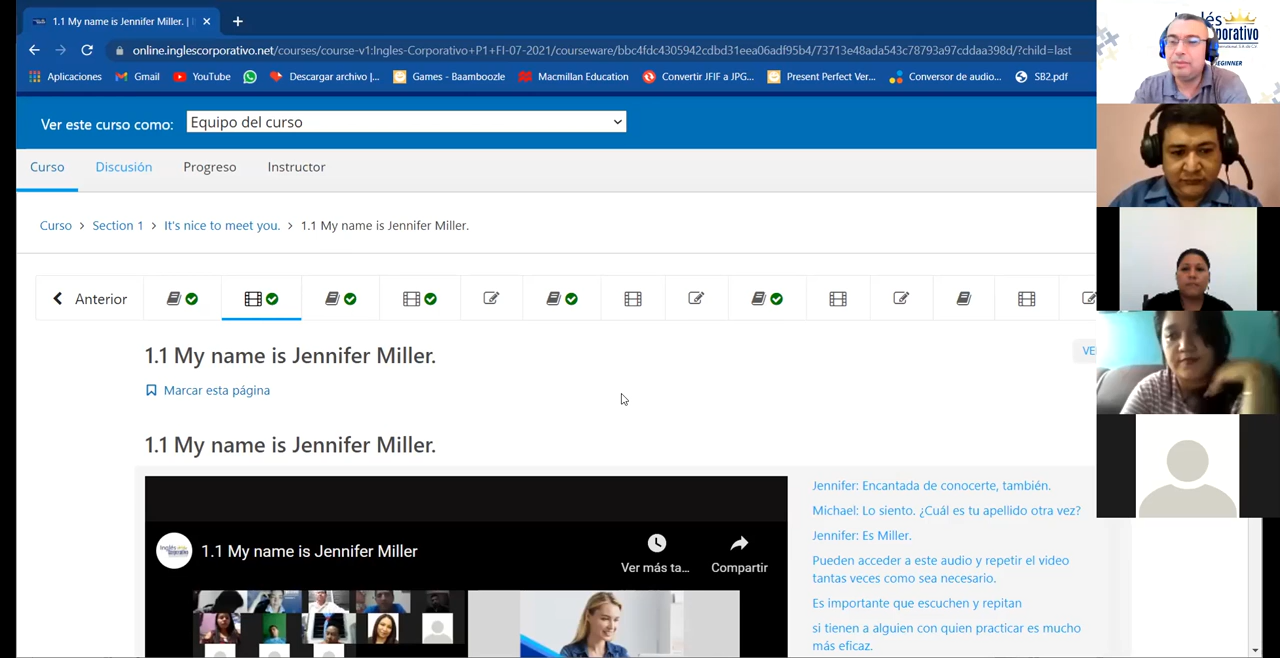 1.1 My name is Jennifer Miller. |
online.inglescorporativo.net/courses/course-v1:Ingles-Corporativo+P1+FI-07-2021/courseware/bbc4fdc4305942cdbd31eea06adf95b4/73713e48ada543c78793a97cddaa398d/?child=last
Aplicaciones Gmail YouTube Descargar archivo |... Games - Baamboozle Macmillan Education Convertir JFIF a JPG... Present Perfect Ver... Conversor de audio... SB2.pdf
Ver este curso como: Equipo del curso
Curso Discusión Progreso Instructor
Curso > Section 1 > It's nice to meet you. > 1.1 My name is Jennifer Miller.
Anterior
1.1 My name is Jennifer Miller.
VE
Marcar esta página
1.1 My name is Jennifer Miller.
1.1 My name is Jennifer Miller
Ver más ta...
Compartir
Jennifer: Encantada de conocerte, también.
Michael: Lo siento. ¿Cuál es tu apellido otra vez?
Jennifer: Es Miller.
Pueden acceder a este audio y repetir el video
tantas veces como sea necesario.
Es importante que escuchen y repitan
si tienen a alguien con quien practicar es mucho
más eficaz.